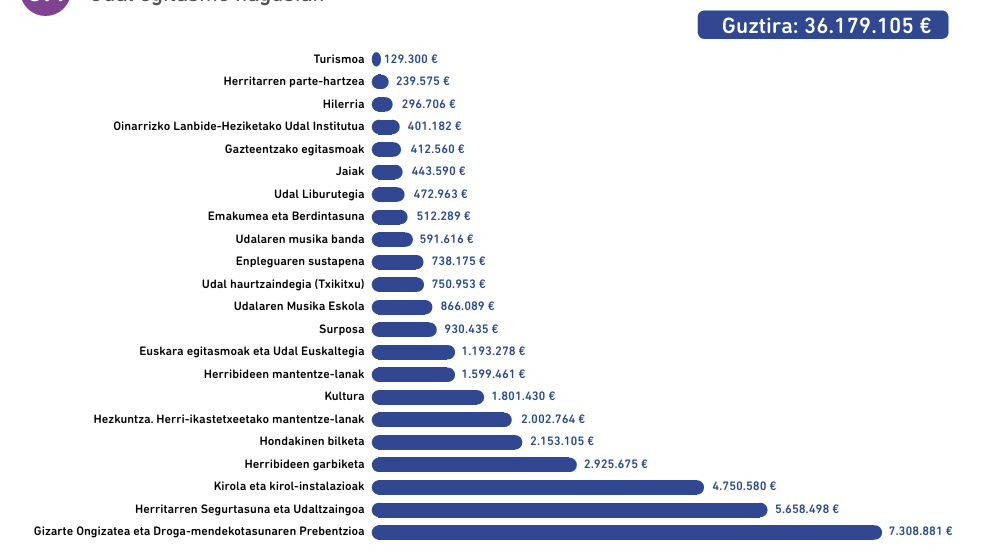 Guztira: 36.179.105 €
Turismoa 129.300 €
Herritarren parte-hartzea 239.575 €
Hilerria 296.706 €
Oinarrizko Lanbide-Heziketako Udal Institutua 401.182 €
Gazteentzako egitasmoak 412.560 €
Jaiak 443.590 €
Udal Liburutegia 472.963 €
Emakumea eta Berdintasuna 512.289 €
Udalaren musika banda 591.616 €
Enpleguaren sustapena 738.175 €
Udal haurtzaindegia (Txikitxu) 750.953 €
Udalaren Musika Eskola 866.089 €
Surposa 930.435 €
Euskara egitasmoak eta Udal Euskaltegia 1.193.278 €
Herribideen mantentze-lanak 1.599.461 €
Kultura 1.801.430 €
Hezkuntza. Herri-ikastetxeetako mantentze-lanak 2.002.764 €
Hondakinen bilketa 2.153.105 €
Herribideen garbiketa 2.925.675 €
Kirola eta kirol-instalazioak 4.750.580 €
Herritarren Segurtasuna eta Udaltzaingoa 5.658.498 €
Gizarte Ongizatea eta Droga-mendekotasunaren Prebentzioa 7.308.881 €